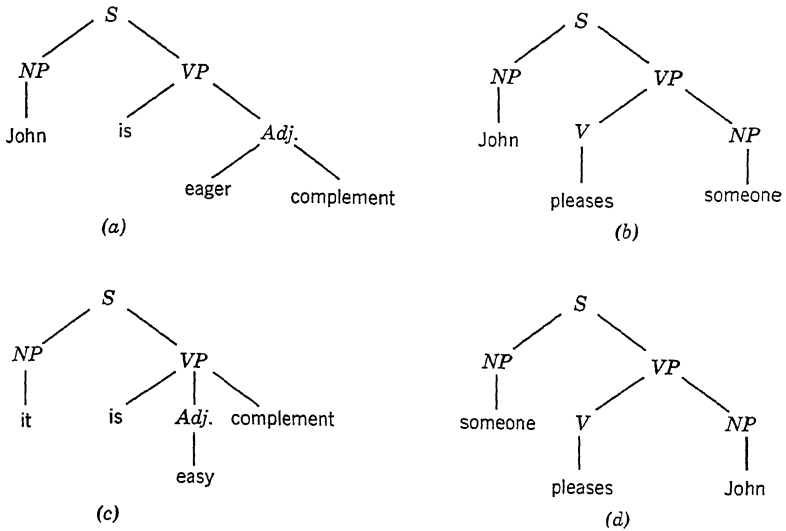 S
NP VP
John is Adj.
eager complement
(a)
S
NP VP
John V NP
pleases someone
(b)
S
NP VP
it is Adj. complement
easy
(c)
S
NP VP
someone V NP
pleases John
(d)